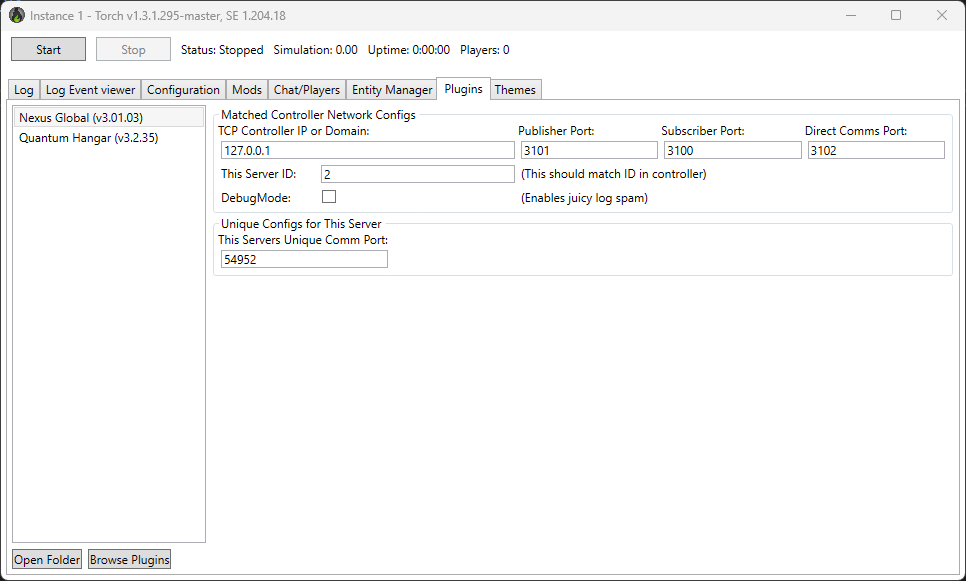 Instance 1 - Torch v1.3.1.295-master, SE 1.204.18
Start Stop Status: Stopped Simulation: 0.00 Uptime: 0:00:00 Players: 0
Log Log Event viewer Configuration Mods Chat/Players Entity Manager Plugins Themes
Nexus Global (v3.01.03)
Quantum Hangar (v3.2.35)
Matched Controller Network Configs
TCP Controller IP or Domain: Publisher Port: Subscriber Port: Direct Comms Port:
127.0.0.1 3101 3100 3102
This Server ID: 2 (This should match ID in controller)
DebugMode: (Enables juicy log spam)
Unique Configs for This Server
This Servers Unique Comm Port:
54952
Open Folder Browse Plugins